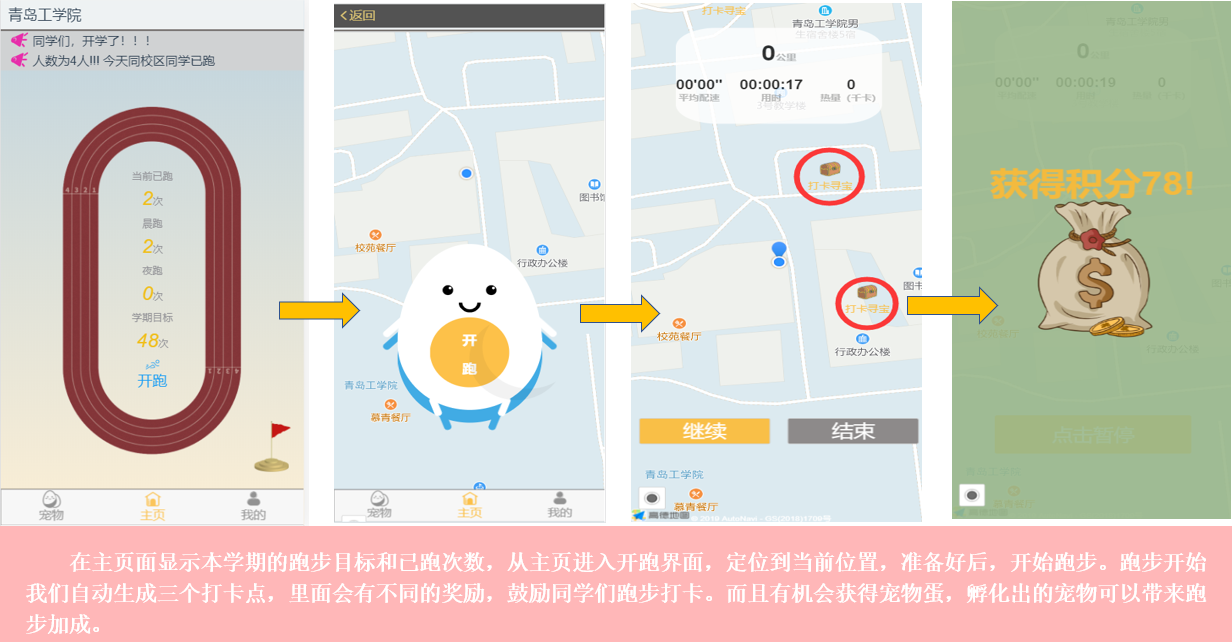 青岛工学院
同学们，开学了！！！
人数为4人!!! 今天同校区同学已跑
4 3 2 1
当前已跑
2次
晨跑
2次
夜跑
0次
学期目标
48次
开跑
宠物
主页
我的
返回
图书馆
校苑餐厅
行政办公楼
开
跑
青岛工学院
慕青餐厅
宠物
主页
我的
打卡寻宝
青岛工学院男
生宿舍楼5宿
0公里
00'00''
00:00:17
0
平均配速
用时
热量（千卡）
3号教学楼
打卡寻宝
打卡寻宝
图书
校苑餐厅
行政办公楼
继续
结束
青岛工学院
慕青餐厅
高德地图
青岛工学院男
0公里
00'00''
00:00:19
0
获得积分78!
行政办公楼
点击暂停
青岛工学院
在主页面显示本学期的跑步目标和已跑次数，从主页进入开跑界面，定位到当前位置，准备好后，开始跑步。跑步开始
我们自动生成三个打卡点，里面会有不同的奖励，鼓励同学们跑步打卡。而且有机会获得宠物蛋，孵化出的宠物可以带来跑
步加成。